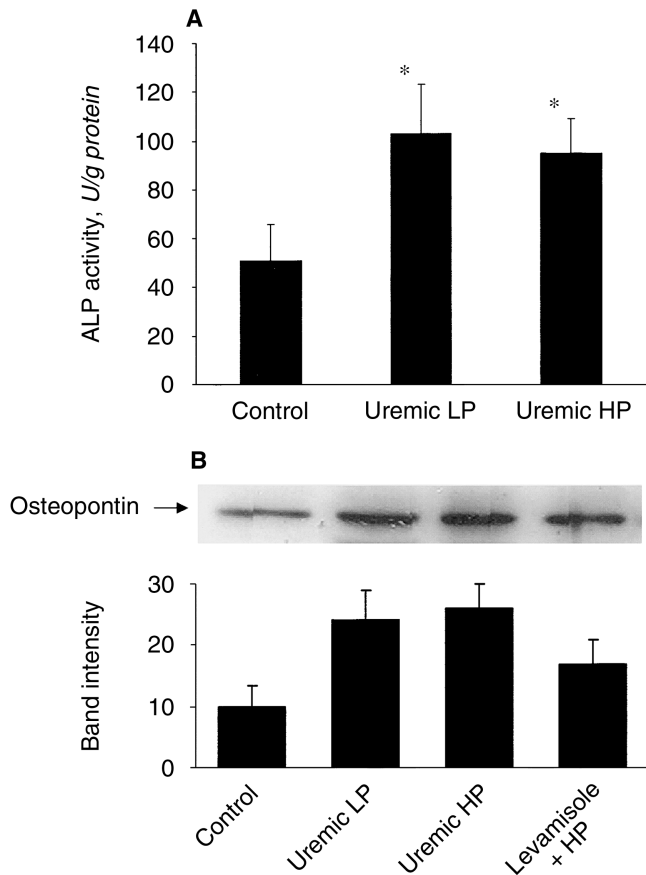 A
140
120
100
80
60
40
20
0
ALP activity, U/g protein
*
*
Control Uremic LP Uremic HP
B
Osteopontin
30
20
10
0
Band intensity
Control
Uremic LP
Uremic HP
Levamisole
+ HP